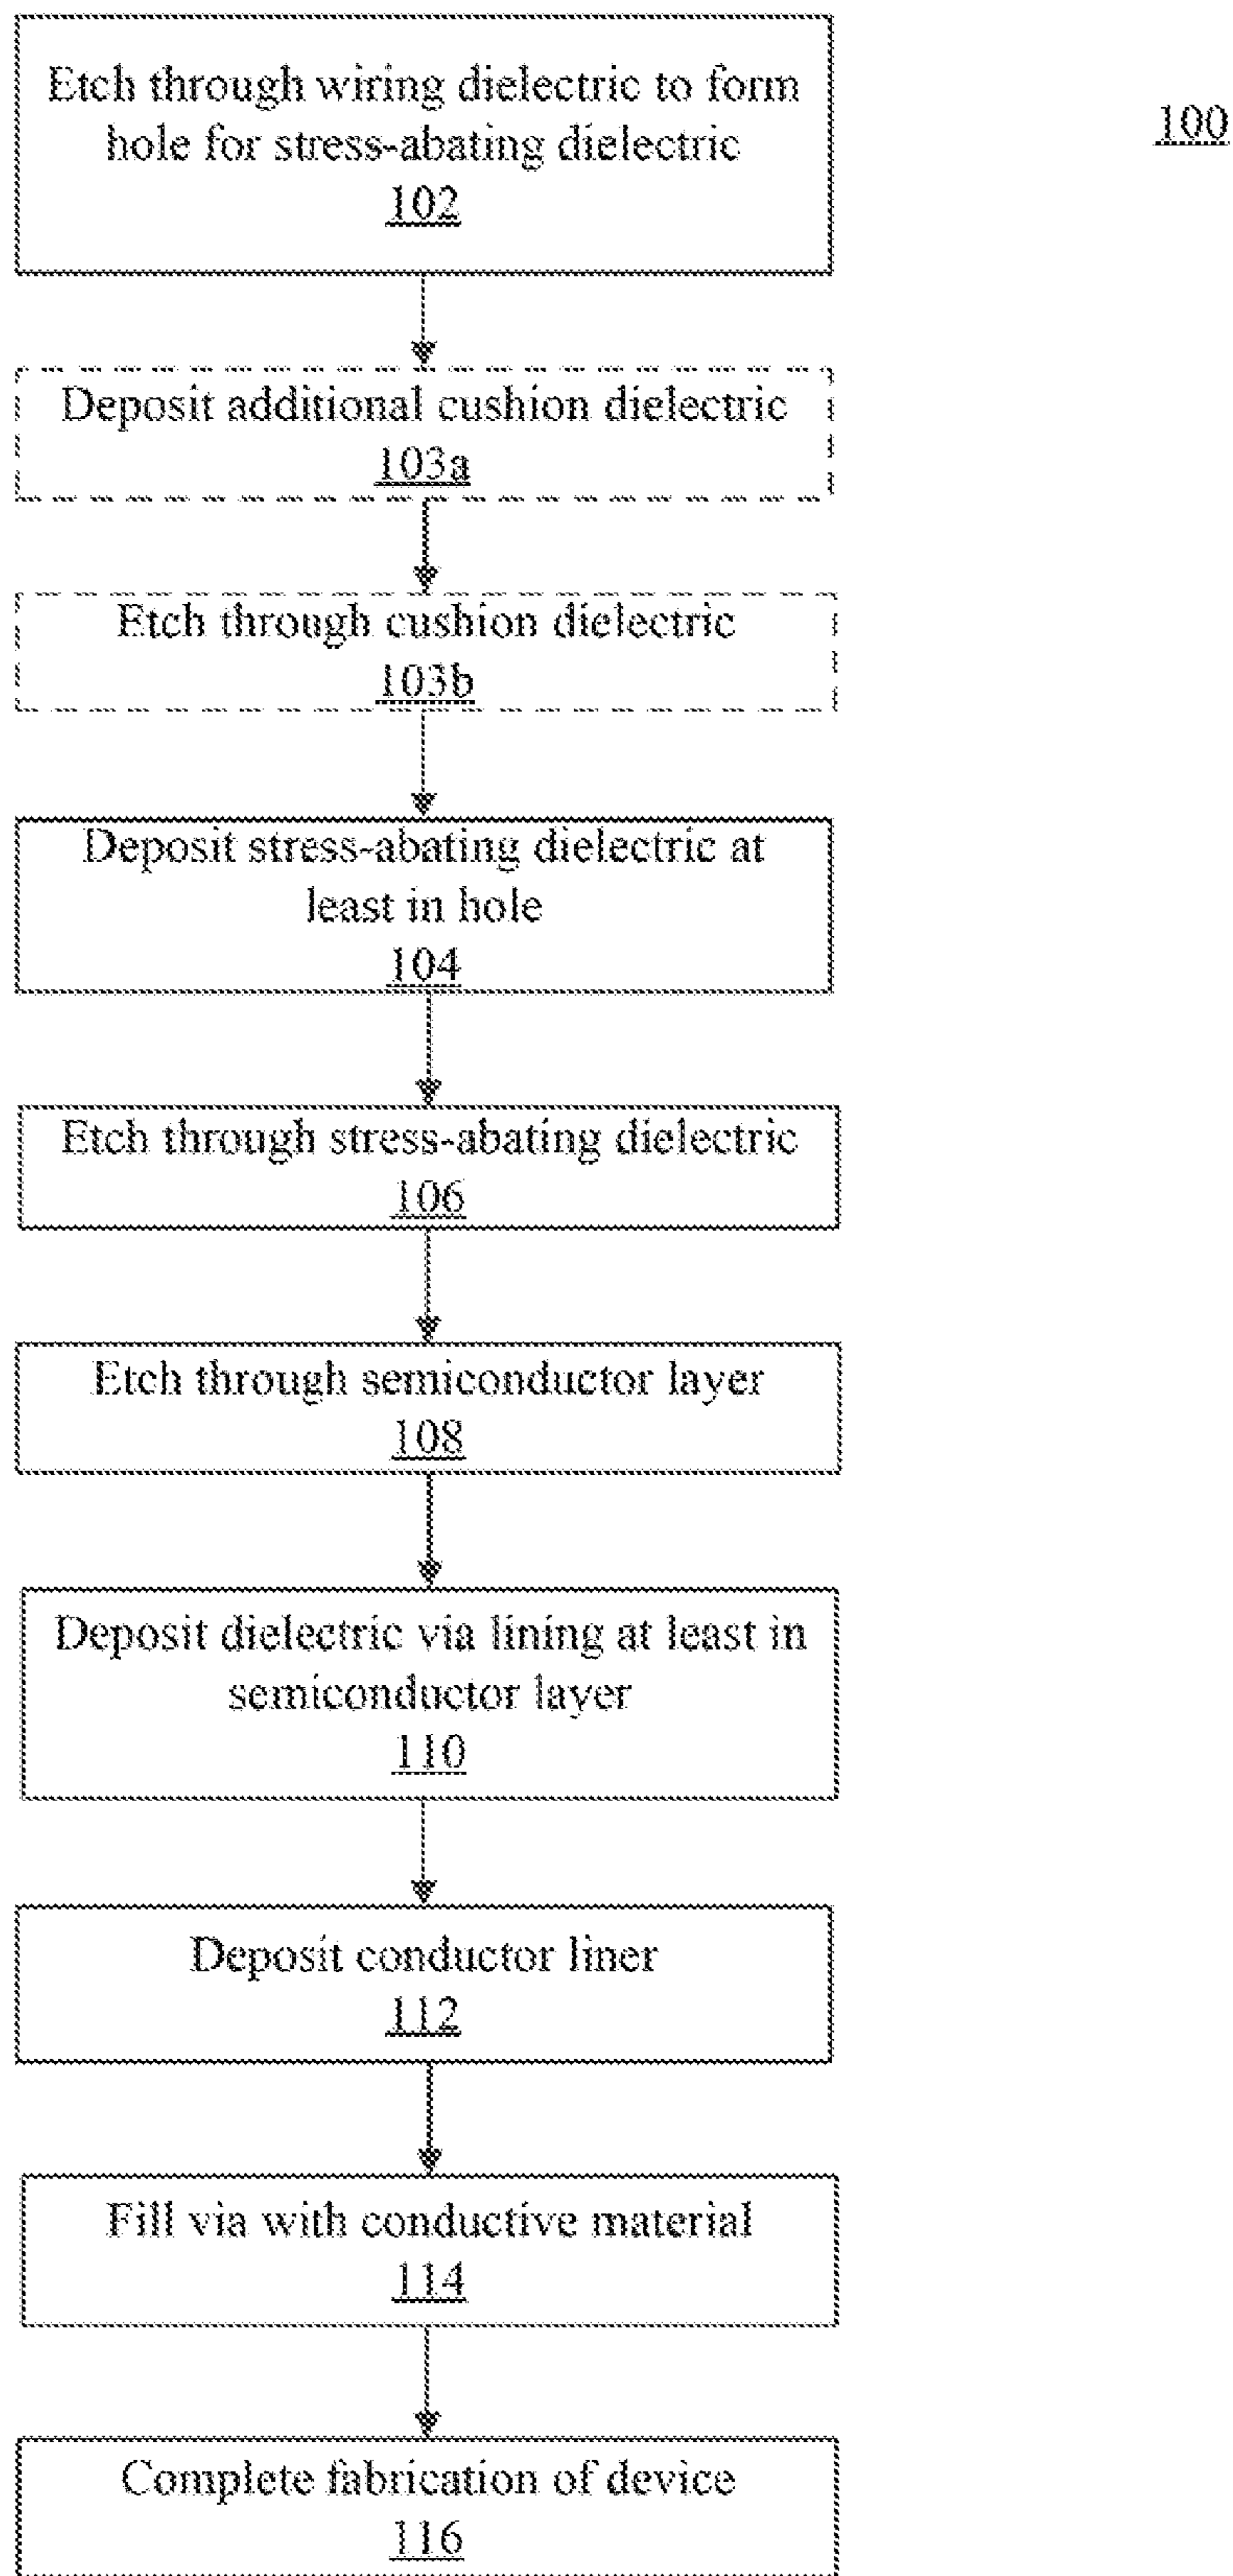 Etch through wiring dielectric to form
hole for stress-abating dielectric
102
100
Deposit additional cushion dielectric
103a
Etch through cushion dielectric
103b
Deposit stress-abating dielectric at
least in hole
104
Etch through stress-abating dielectric
106
Etch through semiconductor layer
108
Deposit dielectric via lining at least in
semiconductor layer
110
Deposit conductor liner
112
Fill via with conductive material
114
Complete fabrication of device
116